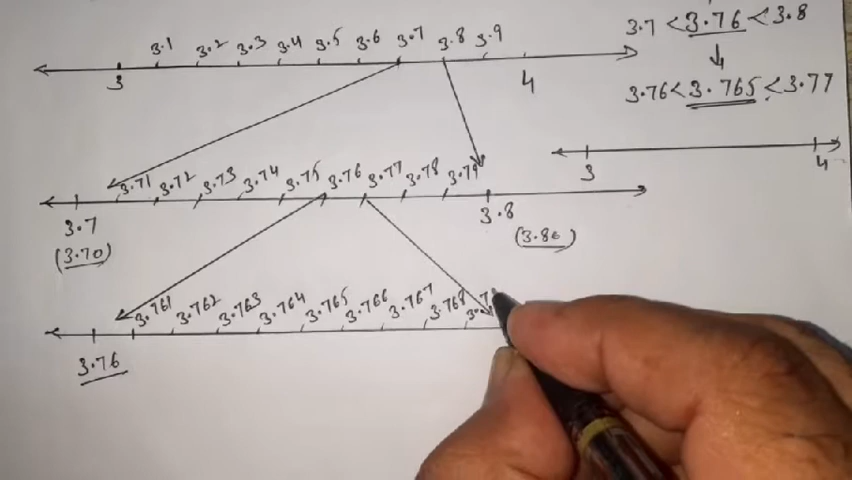 3.1 3.2 3.3 3.4 3.5 3.6 3.7 3.8 3.9
3 4
3.7 < 3.76 < 3.8
3.76 < 3.765 < 3.77
3 4
3.71 3.72 3.73 3.74 3.75 3.76 3.77 3.78 3.79
3.7 3.8
(3.70) (3.80)
3.761 3.762 3.763 3.764 3.765 3.766 3.767 3.768
3.76